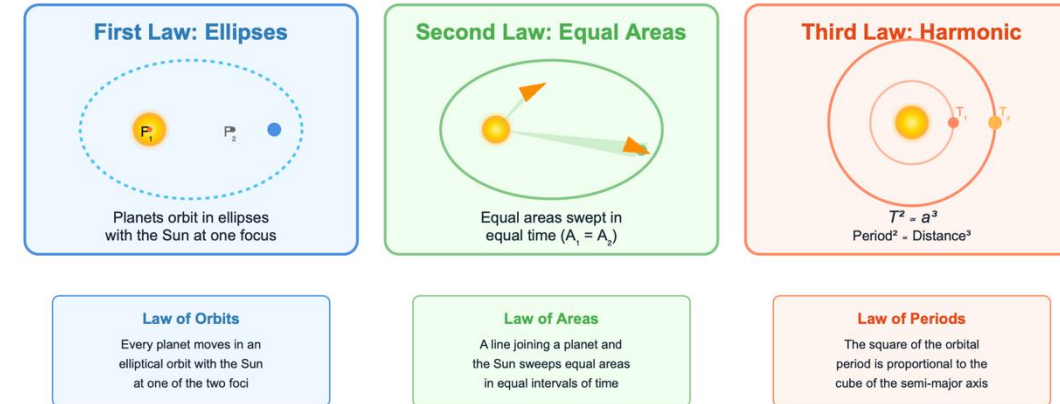 First Law: Ellipses
F₁
F₂
Planets orbit in ellipses
with the Sun at one focus
Second Law: Equal Areas
Equal areas swept in
equal time (A₁ = A₂)
Third Law: Harmonic
T₁
T₂
T² ∝ a³
Period² ∝ Distance³
Law of Orbits
Every planet moves in an
elliptical orbit with the Sun
at one of the two foci
Law of Areas
A line joining a planet and
the Sun sweeps equal areas
in equal intervals of time
Law of Periods
The square of the orbital
period is proportional to the
cube of the semi-major axis